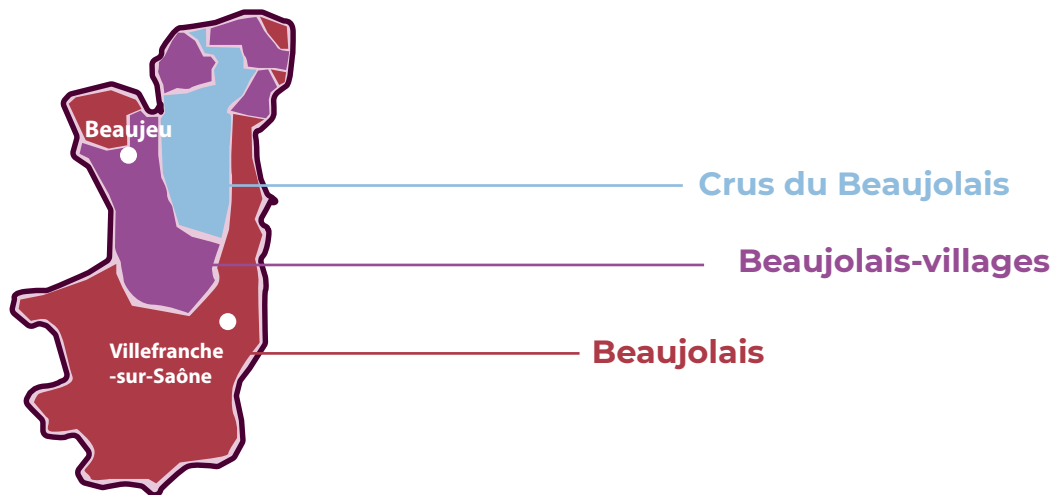 Beaujeu
Crus du Beaujolais
Beaujolais-villages
Villefranche
-sur-Saône
Beaujolais